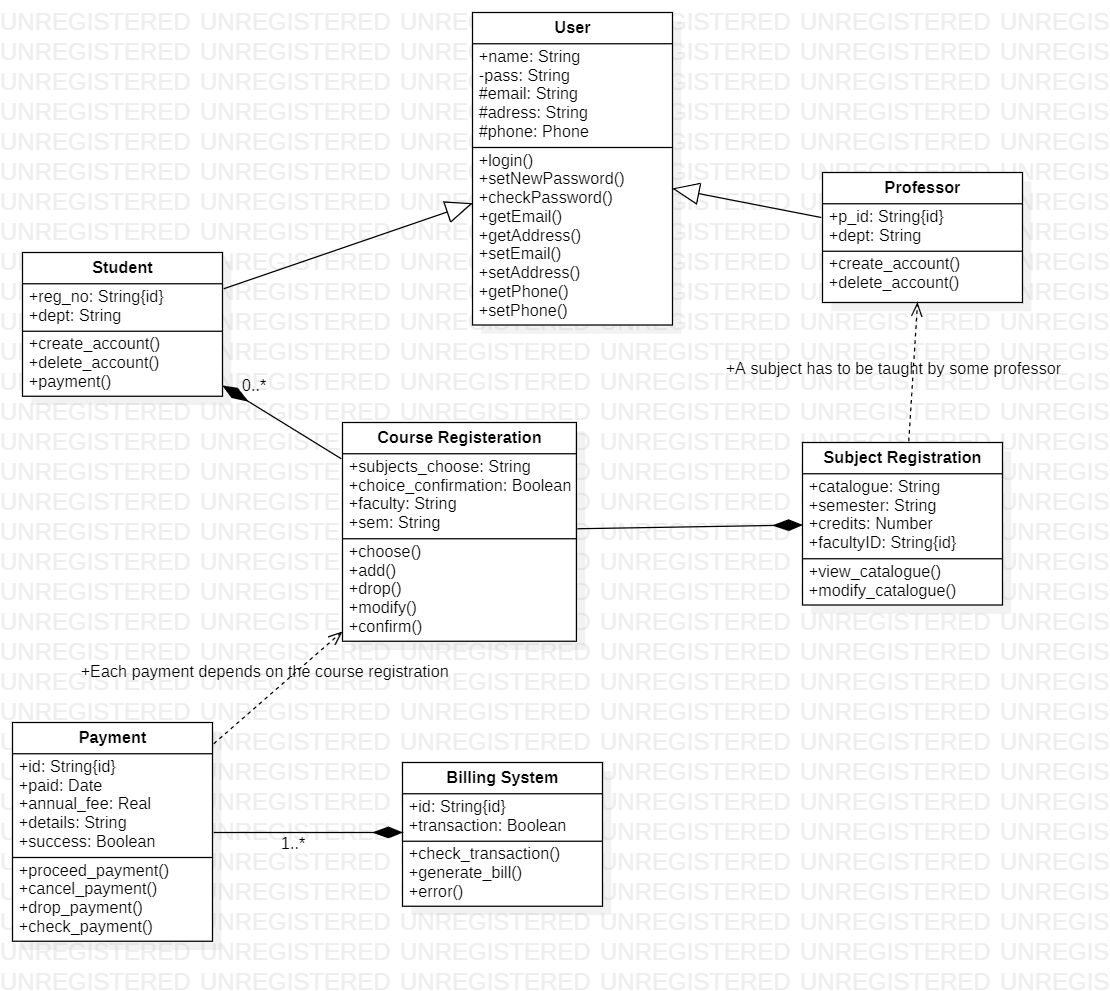 User
+name: String
-pass: String
#email: String
#adress: String
#phone: Phone
+login()
+setNewPassword()
+checkPassword()
+getEmail()
+getAddress()
+setEmail()
+setAddress()
+getPhone()
+setPhone()
Professor
+p_id: String{id}
+dept: String
+create_account()
+delete_account()
Student
+reg_no: String{id}
+dept: String
+create_account()
+delete_account()
+payment()
0..*
+A subject has to be taught by some professor
Course Registeration
+subjects_choose: String
+choice_confirmation: Boolean
+faculty: String
+sem: String
+choose()
+add()
+drop()
+modify()
+confirm()
Subject Registration
+catalogue: String
+semester: String
+credits: Number
+facultyID: String{id}
+view_catalogue()
+modify_catalogue()
+Each payment depends on the course registration
Payment
+id: String{id}
+paid: Date
+annual_fee: Real
+details: String
+success: Boolean
+proceed_payment()
+cancel_payment()
+drop_payment()
+check_payment()
1..*
Billing System
+id: String{id}
+transaction: Boolean
+check_transaction()
+generate_bill()
+error()
UNREGISTERED